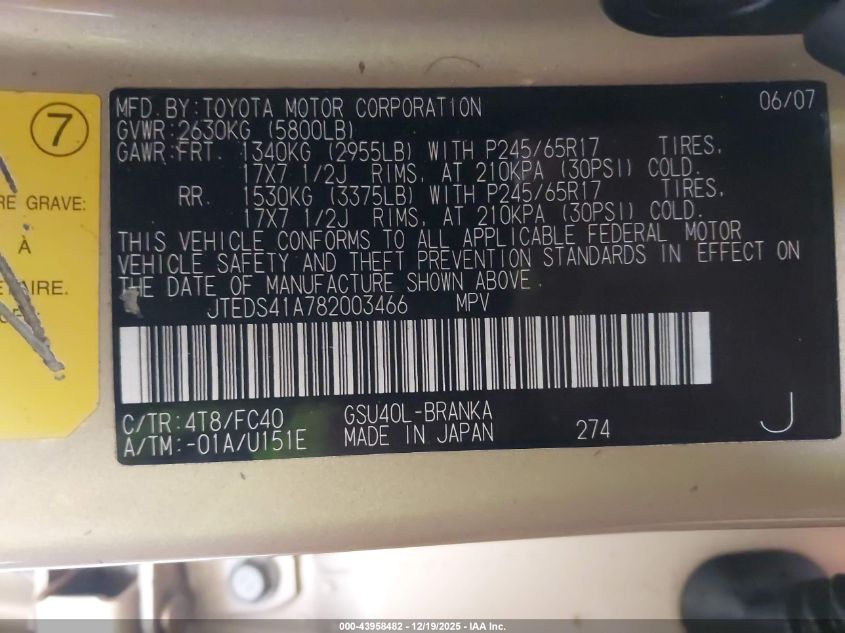 7
RE GRAVE:
À
ETAIRE.
MFD. BY: TOYOTA MOTOR CORPORATION 06/07
GVWR: 2630KG (5800LB)
GAWR: FRT. 1340KG (2955LB) WITH P245/65R17 TIRES,
17X7 1/2J RIMS, AT 210KPA (30PSI) COLD.
RR. 1530KG (3375LB) WITH P245/65R17 TIRES,
17X7 1/2J RIMS, AT 210KPA (30PSI) COLD.
THIS VEHICLE CONFORMS TO ALL APPLICABLE FEDERAL MOTOR
VEHICLE SAFETY AND THEFT PREVENTION STANDARDS IN EFFECT ON
THE DATE OF MANUFACTURE SHOWN ABOVE.
JTEDS41A782003466 MPV
C/TR: 4T8/FC40 GSU40L-BRANKA
A/TM: -01A/U151E MADE IN JAPAN 274 J
000-43958482 - 12/19/2025 - IAA Inc.